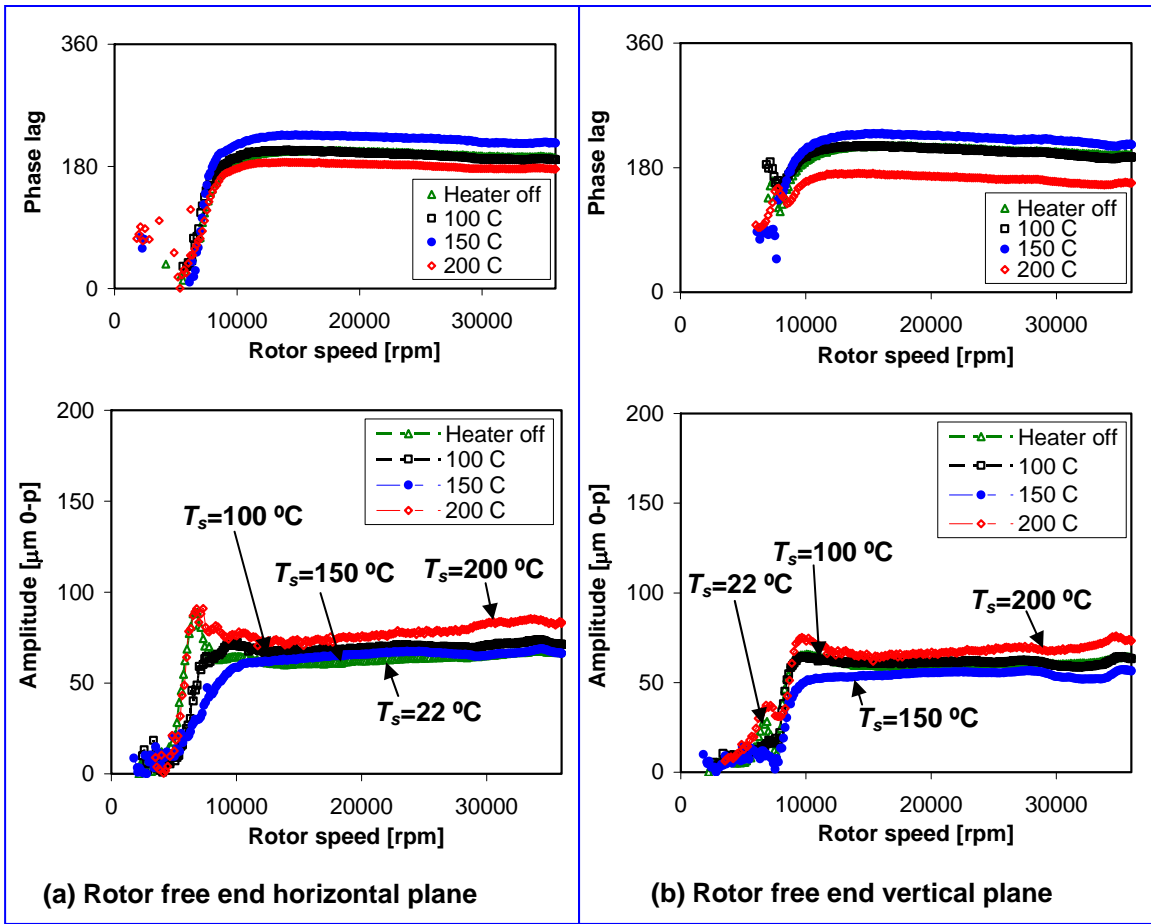 360
180
0
Phase lag
Heater off
100 C
150 C
200 C
0 10000 20000 30000
Rotor speed [rpm]
200
150
100
50
0
Amplitude [μm 0-p]
Heater off
100 C
150 C
200 C
Ts=100 ºC
Ts=150 ºC
Ts=200 ºC
Ts=22 ºC
0 10000 20000 30000
Rotor speed [rpm]
(a) Rotor free end horizontal plane
360
180
0
Phase lag
Heater off
100 C
150 C
200 C
0 10000 20000 30000
Rotor speed [rpm]
200
150
100
50
0
Amplitude [μm 0-p]
Heater off
100 C
150 C
200 C
Ts=100 ºC
Ts=22 ºC
Ts=200 ºC
Ts=150 ºC
0 10000 20000 30000
Rotor speed [rpm]
(b) Rotor free end vertical plane